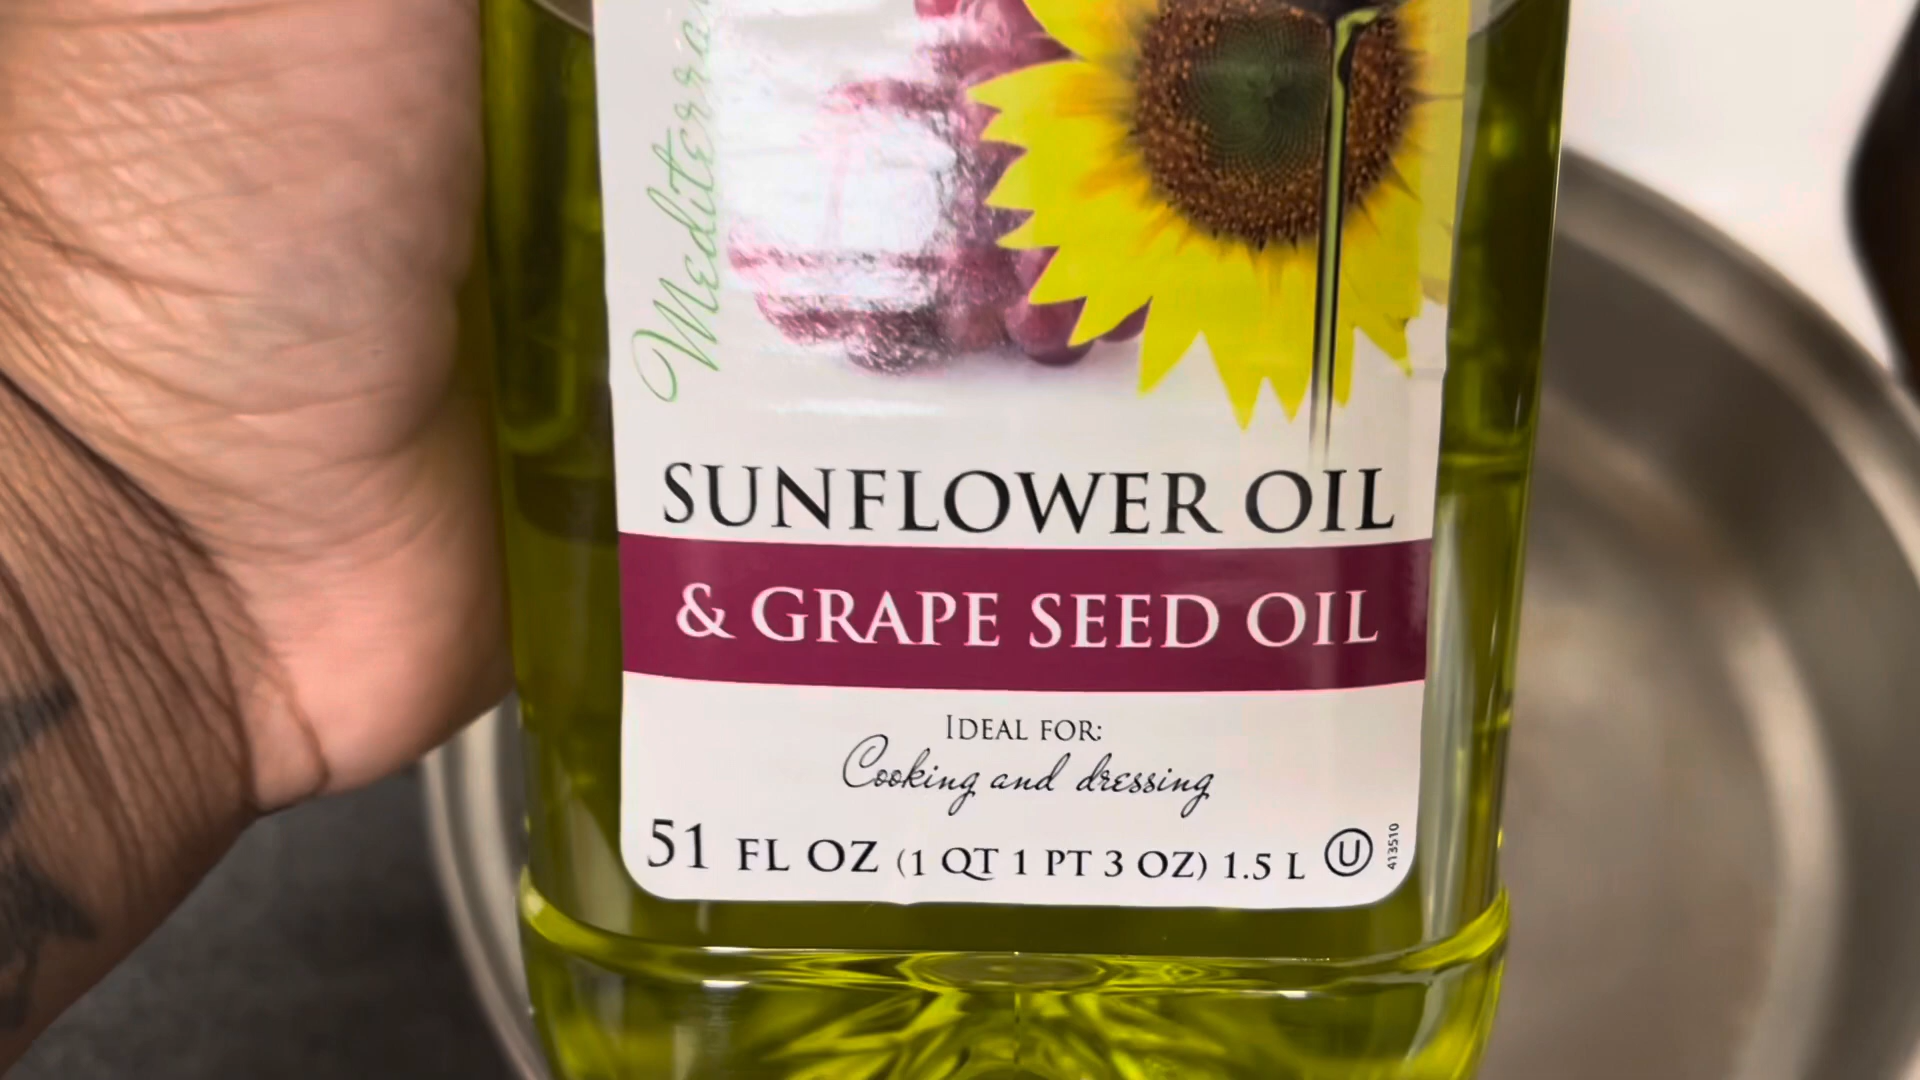 SUNFLOWER OIL
& GRAPE SEED OIL
IDEAL FOR:
Cooking and dressing
51 FL OZ (1 QT 1 PT 3 OZ) 1.5 L U
413510